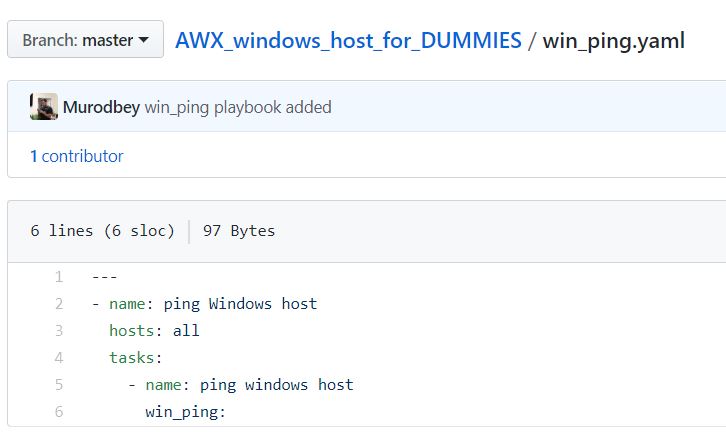 Branch: master AWX_windows_host_for_DUMMIES / win_ping.yaml
Murodbey win_ping playbook added
1 contributor
6 lines (6 sloc) 97 Bytes
1 ---
2 - name: ping Windows host
3   hosts: all
4   tasks:
5     - name: ping windows host
6       win_ping: